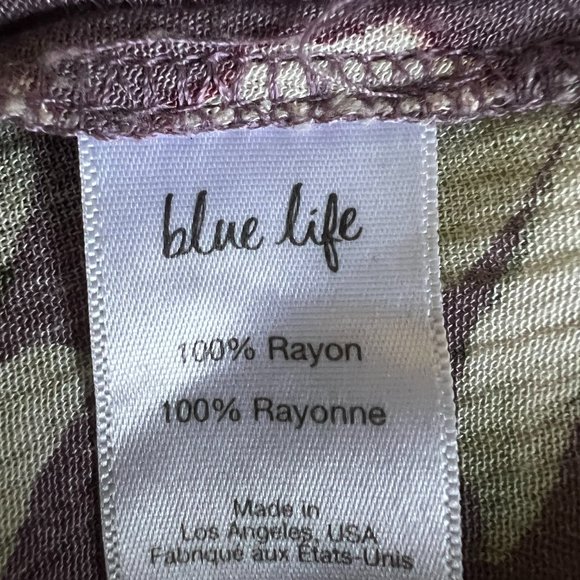 blue life
100% Rayon
100% Rayonne
Made in
Los Angeles, USA
Fabriqué aux États-Unis